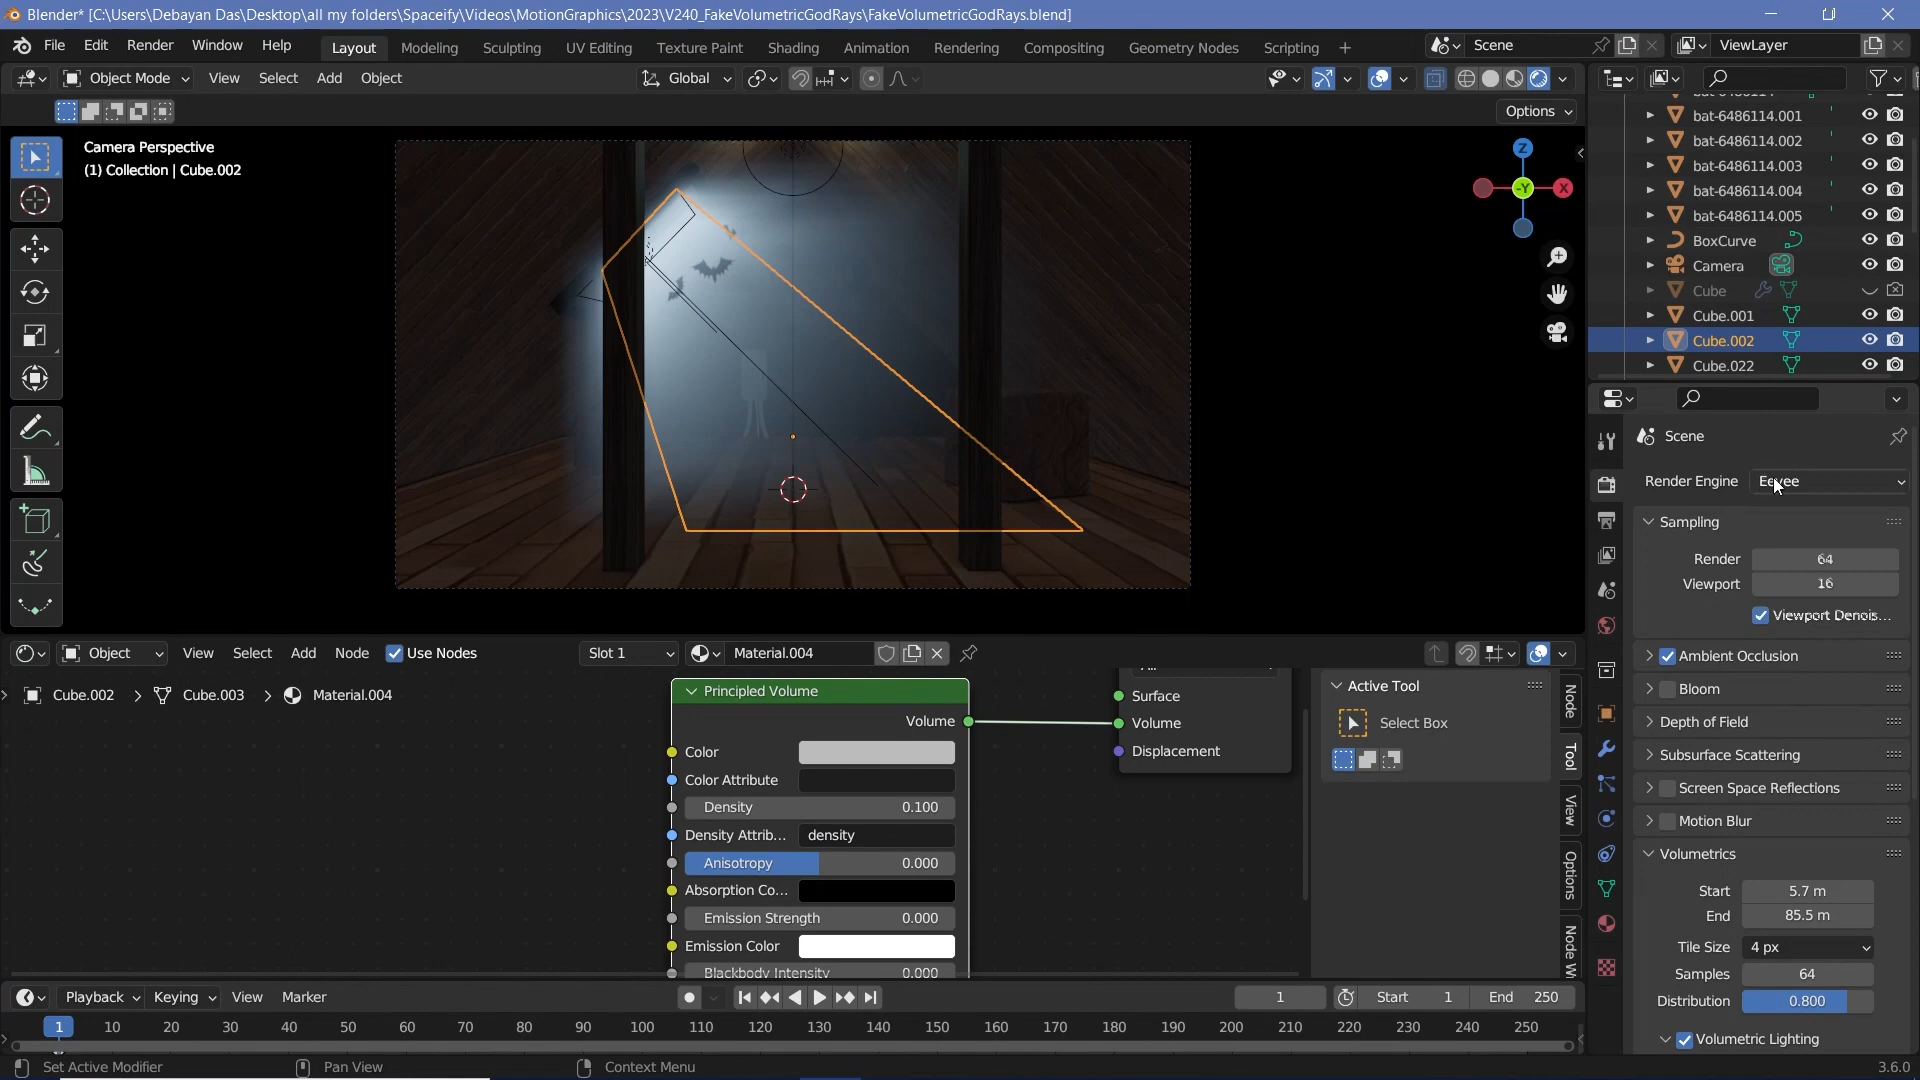 Blender* [C:\Users\Debayan Das\Desktop\all my folders\Spaceify\Videos\MotionGraphics\2023\V240_FakeVolumetricGodRays\FakeVolumetricGodRays.blend]
File Edit Render Window Help Layout Modeling Sculpting UV Editing Texture Paint Shading Animation Rendering Compositing Geometry Nodes Scripting + Scene ViewLayer
Object Mode View Select Add Object Global
Options
Camera Perspective
(1) Collection | Cube.002
Z
-Y
X
bat-6486114.001
bat-6486114.002
bat-6486114.003
bat-6486114.004
bat-6486114.005
BoxCurve
Camera
Cube
Cube.001
Cube.002
Cube.022
Scene
Render Engine Eevee
Sampling
Render 64
Viewport 16
Viewport Denois...
Ambient Occlusion
Bloom
Depth of Field
Subsurface Scattering
Screen Space Reflections
Motion Blur
Volumetrics
Start 5.7 m
End 85.5 m
Tile Size 4 px
Samples 64
Distribution 0.800
Volumetric Lighting
Object View Select Add Node Use Nodes Slot 1 Material.004
Cube.002 > Cube.003 > Material.004
Principled Volume
Volume
Color
Color Attribute
Density 0.100
Density Attrib... density
Anisotropy 0.000
Absorption Co...
Emission Strength 0.000
Emission Color
Blackbody Intensity 0.000
Surface
Volume
Displacement
Active Tool
Select Box
Node
Tool
View
Options
Node W
Playback Keying View Marker 1 Start 1 End 250
1 10 20 30 40 50 60 70 80 90 100 110 120 130 140 150 160 170 180 190 200 210 220 230 240 250
Set Active Modifier Pan View Context Menu 3.6.0